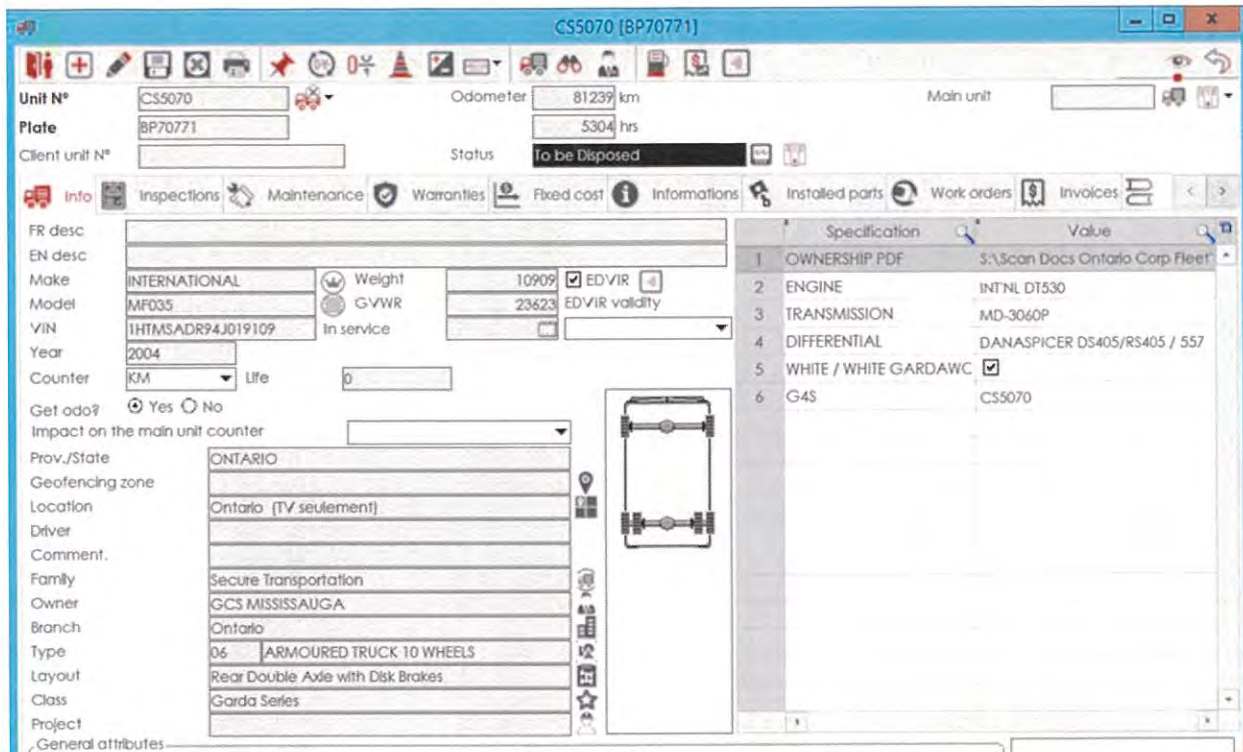 CS5070 [BP70771]
Unit N° CS5070 Odometer 81239 km Main unit
Plate BP70771 5304 hrs
Client unit N° Status To be Disposed
Info Inspections Maintenance Warranties Fixed cost Informations Installed parts Work orders Invoices
FR desc
EN desc
Make INTERNATIONAL Weight 10909 EDVIR
Model MF035 GVWR 23623 EDVIR validity
VIN 1HTMSADR94J019109 In service
Year 2004
Counter KM Life 0
Get odo? Yes No
Impact on the main unit counter
Prov./State ONTARIO
Geofencing zone
Location Ontario (TV seulement)
Driver
Comment.
Family Secure Transportation
Owner GCS MISSISSAUGA
Branch Ontario
Type 06 ARMOURED TRUCK 10 WHEELS
Layout Rear Double Axle with Disk Brakes
Class Garda Series
Project
General attributes
Specification Value
1 OWNERSHIP PDF S:\Scan Docs Ontario Corp Fleet\
2 ENGINE INT'NL DT530
3 TRANSMISSION MD-3060P
4 DIFFERENTIAL DANASPICER DS405/RS405 / 557
5 WHITE / WHITE GARDAWC
6 G4S CS5070